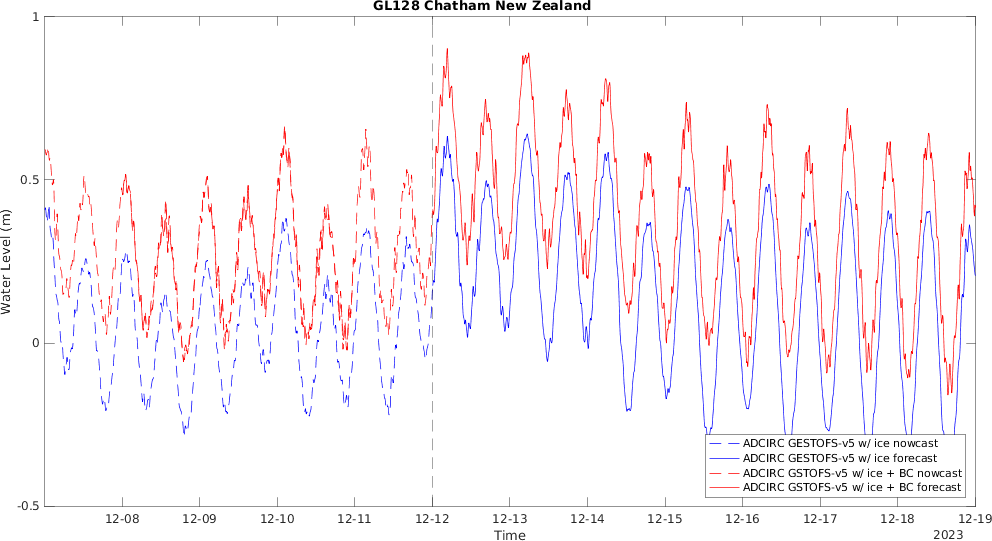 GL128 Chatham New Zealand
1
0.5
0
-0.5
Water Level (m)
12-08 12-09 12-10 12-11 12-12 12-13 12-14 12-15 12-16 12-17 12-18 12-19
Time
2023
ADCIRC GESTOFS-v5 w/ ice nowcast
ADCIRC GESTOFS-v5 w/ ice forecast
ADCIRC GSTOFS-v5 w/ ice + BC nowcast
ADCIRC GSTOFS-v5 w/ ice + BC forecast